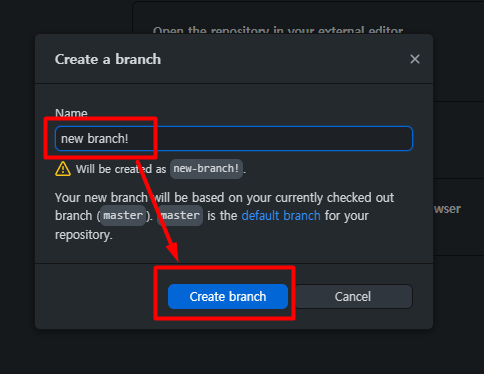 Open the repository in your external editor
Create a branch
Name
new branch!
Will be created as new-branch!.
Your new branch will be based on your currently checked out
branch (master). master is the default branch for your
repository.
wser
Create branch
Cancel